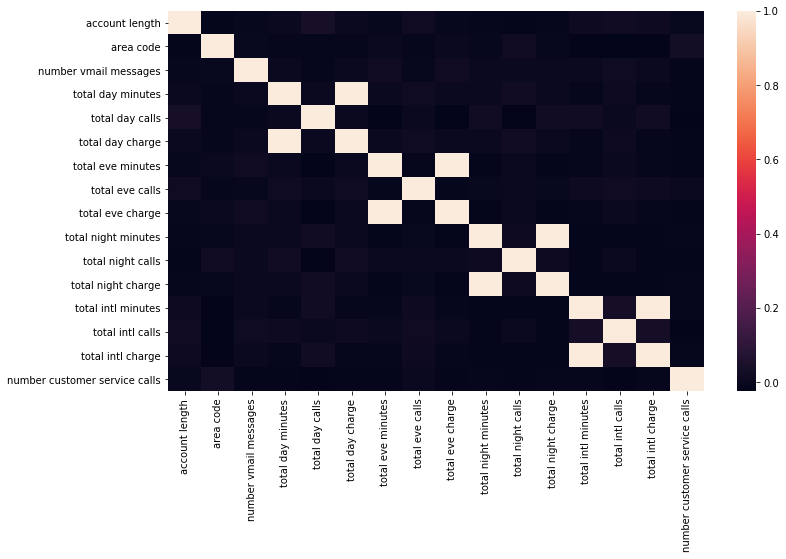 account length
area code
number vmail messages
total day minutes
total day calls
total day charge
total eve minutes
total eve calls
total eve charge
total night minutes
total night calls
total night charge
total intl minutes
total intl calls
total intl charge
number customer service calls
account length
area code
number vmail messages
total day minutes
total day calls
total day charge
total eve minutes
total eve calls
total eve charge
total night minutes
total night calls
total night charge
total intl minutes
total intl calls
total intl charge
number customer service calls
1.0
0.8
0.6
0.4
0.2
0.0